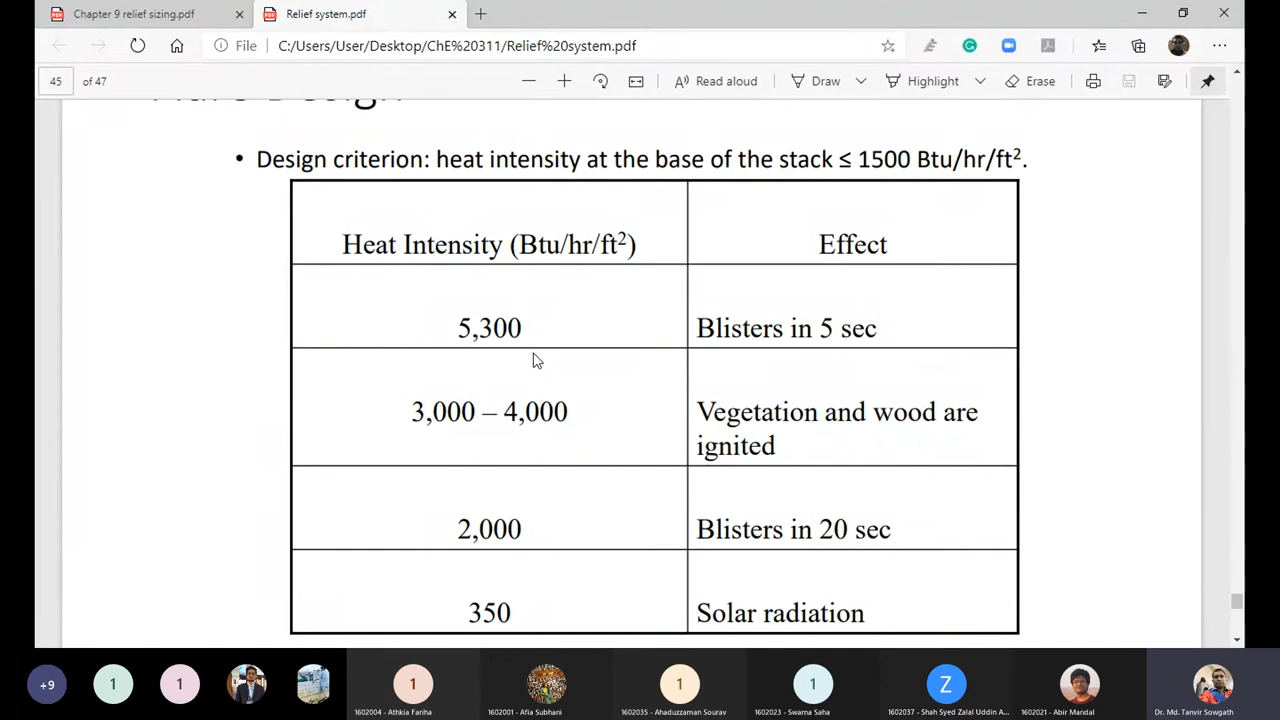 Chapter 9 relief sizing.pdf
Relief system.pdf
File C:/Users/User/Desktop/ChE%20311/Relief%20system.pdf
45 of 47 Read aloud Draw Highlight Erase
Design
• Design criterion: heat intensity at the base of the stack ≤ 1500 Btu/hr/ft².
Heat Intensity (Btu/hr/ft²) Effect
5,300 Blisters in 5 sec
3,000 – 4,000 Vegetation and wood are
ignited
2,000 Blisters in 20 sec
350 Solar radiation
+9 1 1 1 1 1 Z
1602004 - Athkia Fariha
1602001 - Afia Subhani
1602035 - Ahaduzzaman Sourav
1602023 - Swarna Saha
1602037 - Shah Syed Zalal Uddin A...
1602021 - Abir Mandal
Dr. Md. Tanvir Sowgath